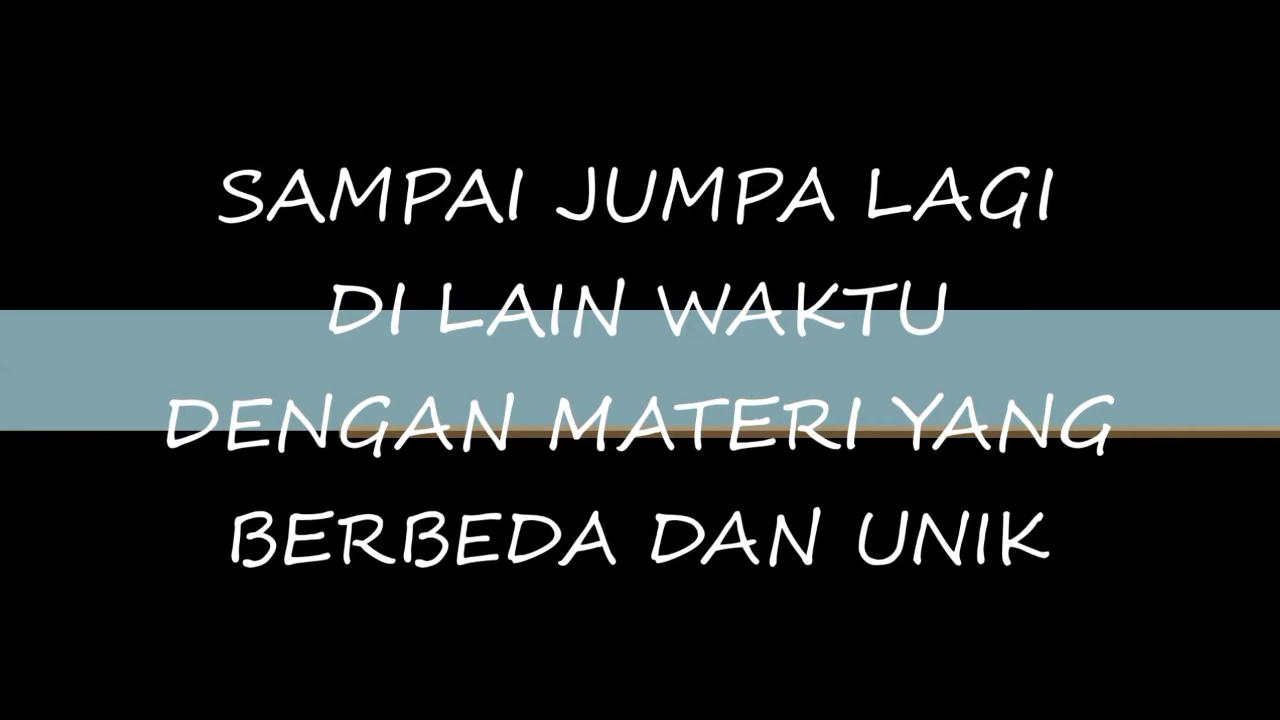 SAMPAI JUMPA LAGI
DI LAIN WAKTU
DENGAN MATERI YANG
BERBEDA DAN UNIK